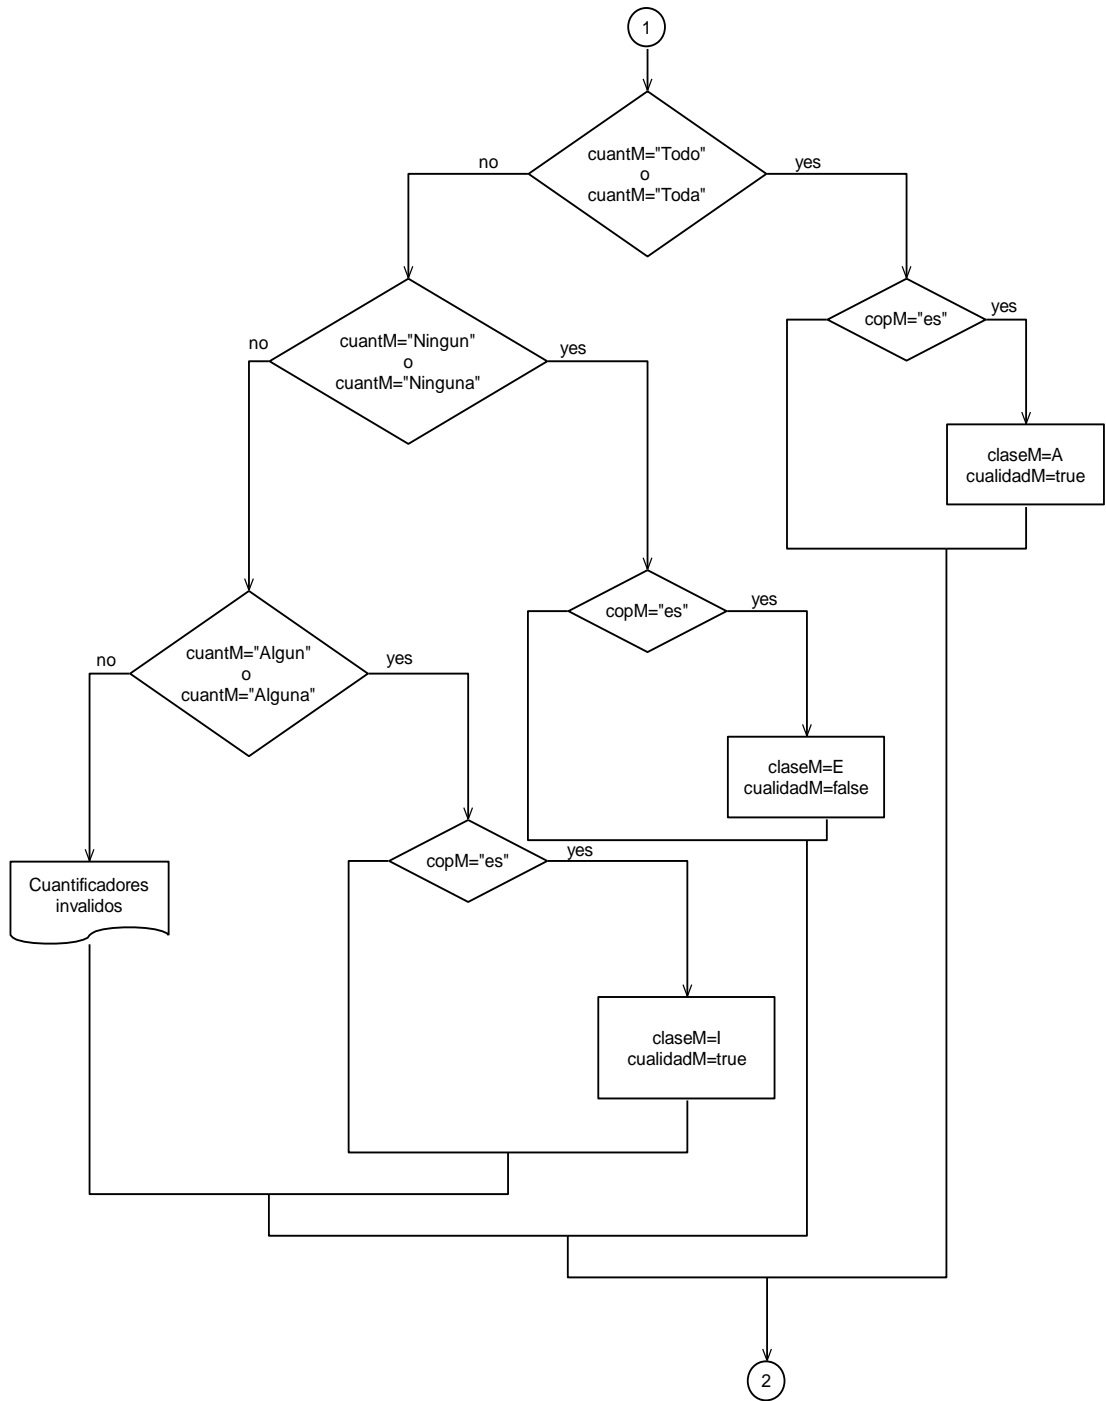 1
cuantM="Todo"
o
cuantM="Toda"
no
yes
copM="es"
yes
cuantM="Ningun"
o
cuantM="Ninguna"
no
yes
claseM=A
cualidadM=true
copM="es"
yes
cuantM="Algun"
o
cuantM="Alguna"
no
yes
claseM=E
cualidadM=false
copM="es"
yes
Cuantificadores
invalidos
claseM=I
cualidadM=true
2